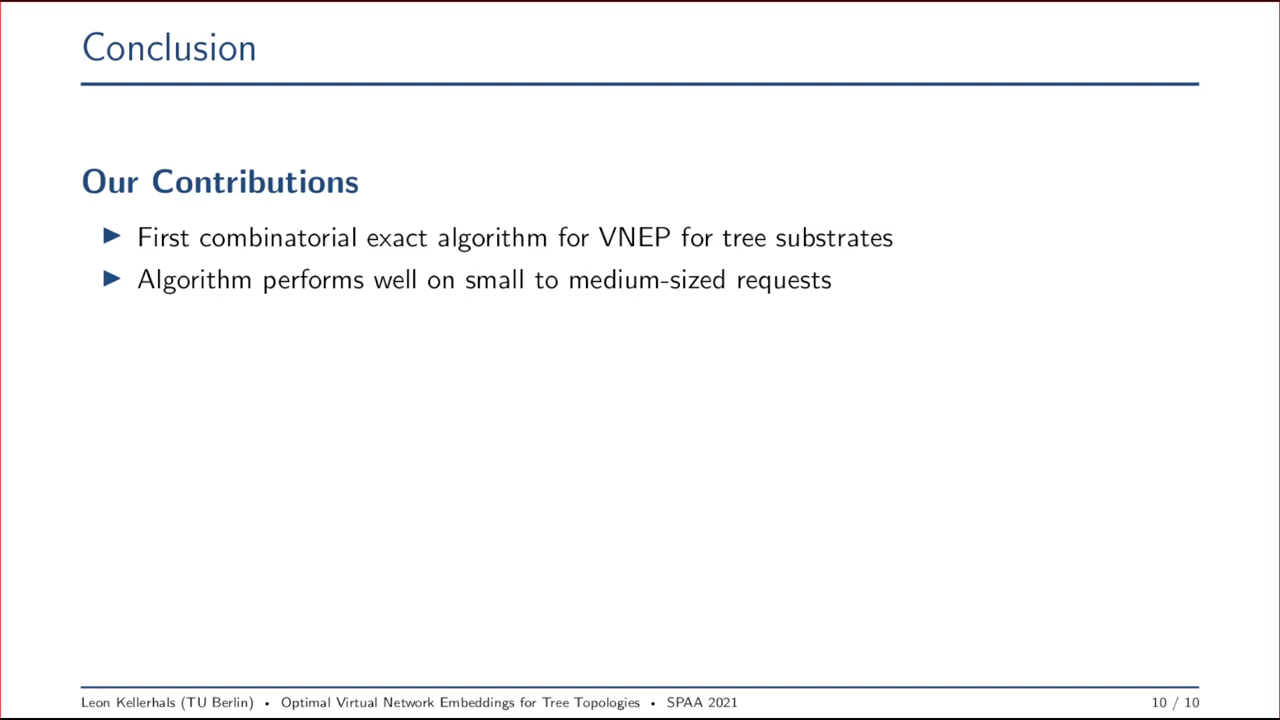 Conclusion
Our Contributions
▶ First combinatorial exact algorithm for VNEP for tree substrates
▶ Algorithm performs well on small to medium-sized requests
Leon Kellerhals (TU Berlin) • Optimal Virtual Network Embeddings for Tree Topologies • SPAA 2021 10 / 10